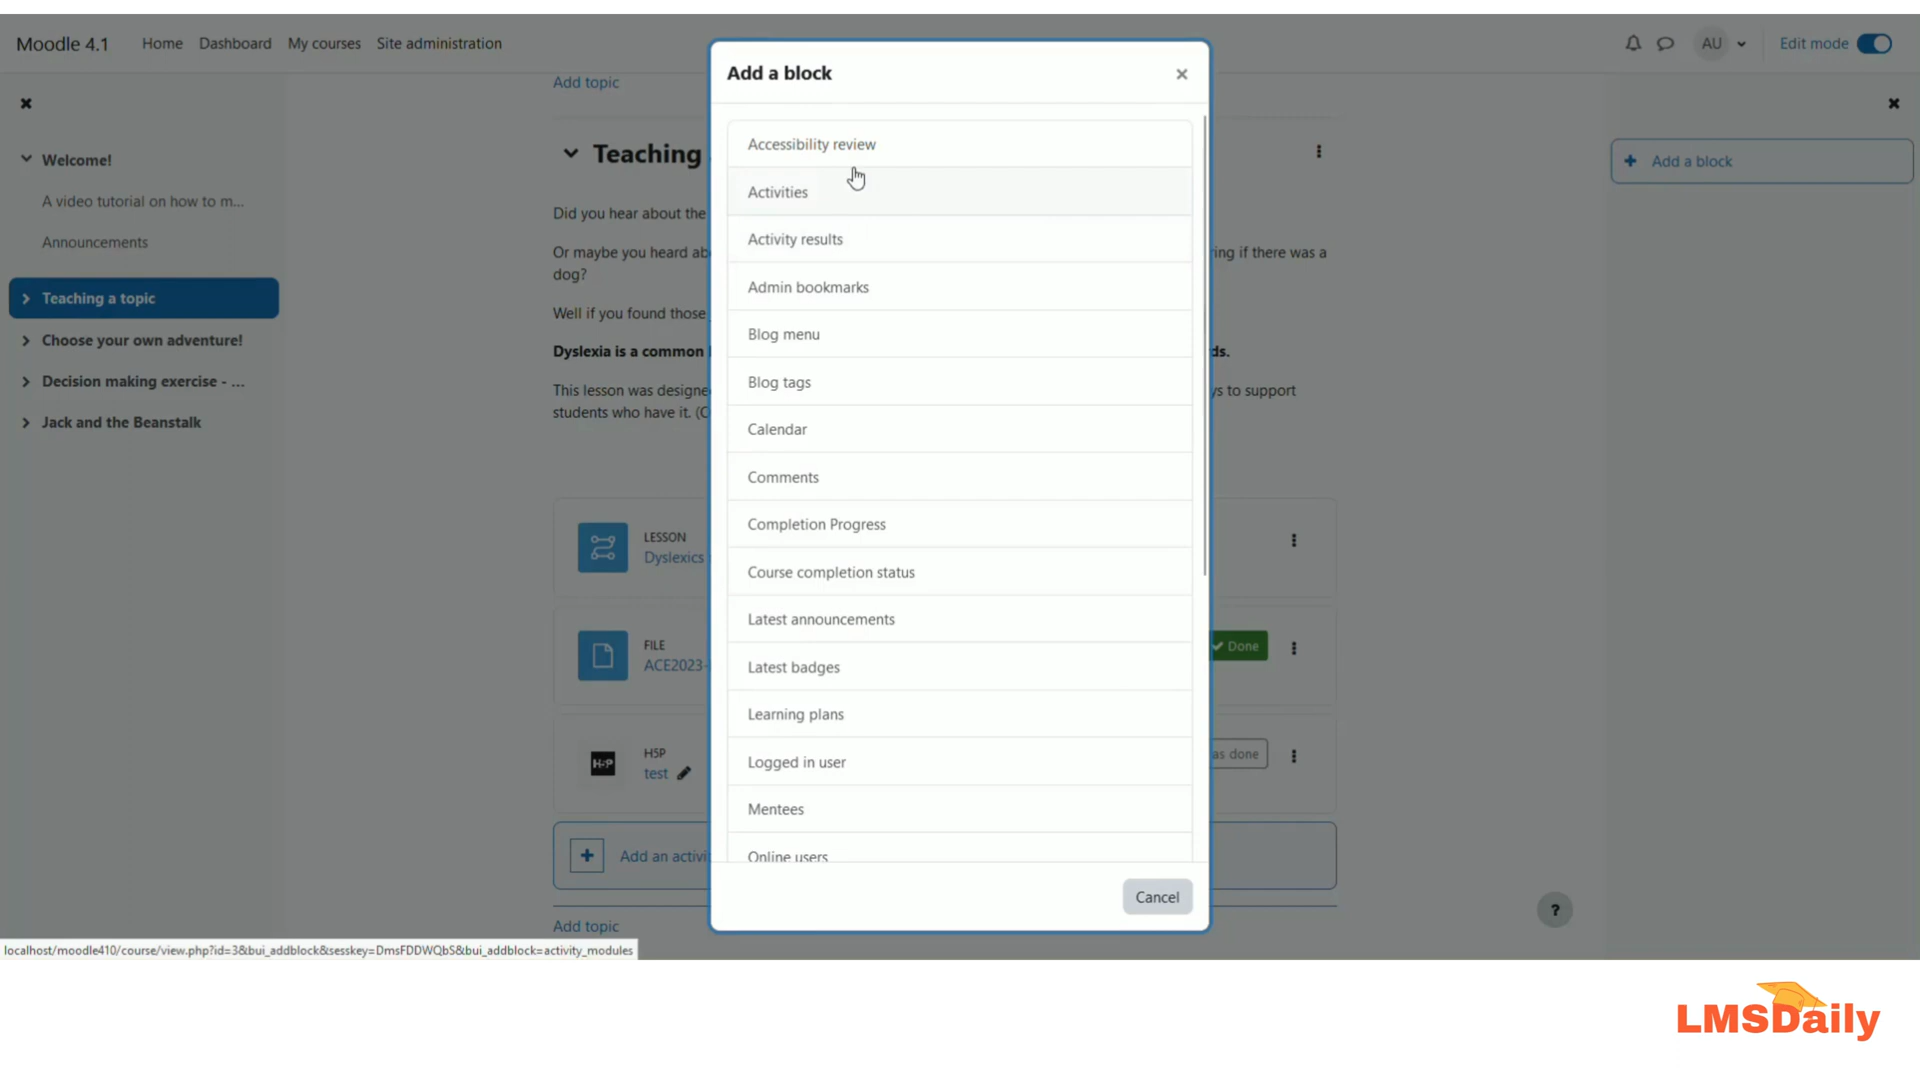 Moodle 4.1 Home Dashboard My courses Site administration
AU Edit mode
Welcome!
A video tutorial on how to m...
Announcements
Teaching a topic
Choose your own adventure!
Decision making exercise - ...
Jack and the Beanstalk
Add topic
Teaching
Did you hear about the
Or maybe you heard ab
ing if there was a
dog?
Well if you found those
Dyslexia is a common
ds.
This lesson was designe
ys to support
students who have it. (C
LESSON
Dyslexics
FILE
ACE2023-
Done
H5P
H-P
test
as done
Add an activi
Add topic
Add a block
Accessibility review
Activities
Activity results
Admin bookmarks
Blog menu
Blog tags
Calendar
Comments
Completion Progress
Course completion status
Latest announcements
Latest badges
Learning plans
Logged in user
Mentees
Online users
Cancel
Add a block
?
localhost/moodle410/course/view.php?id=3&bui_addblock&sesskey=DmsFDDWQbS&bui_addblock=activity_modules
LMSDaily